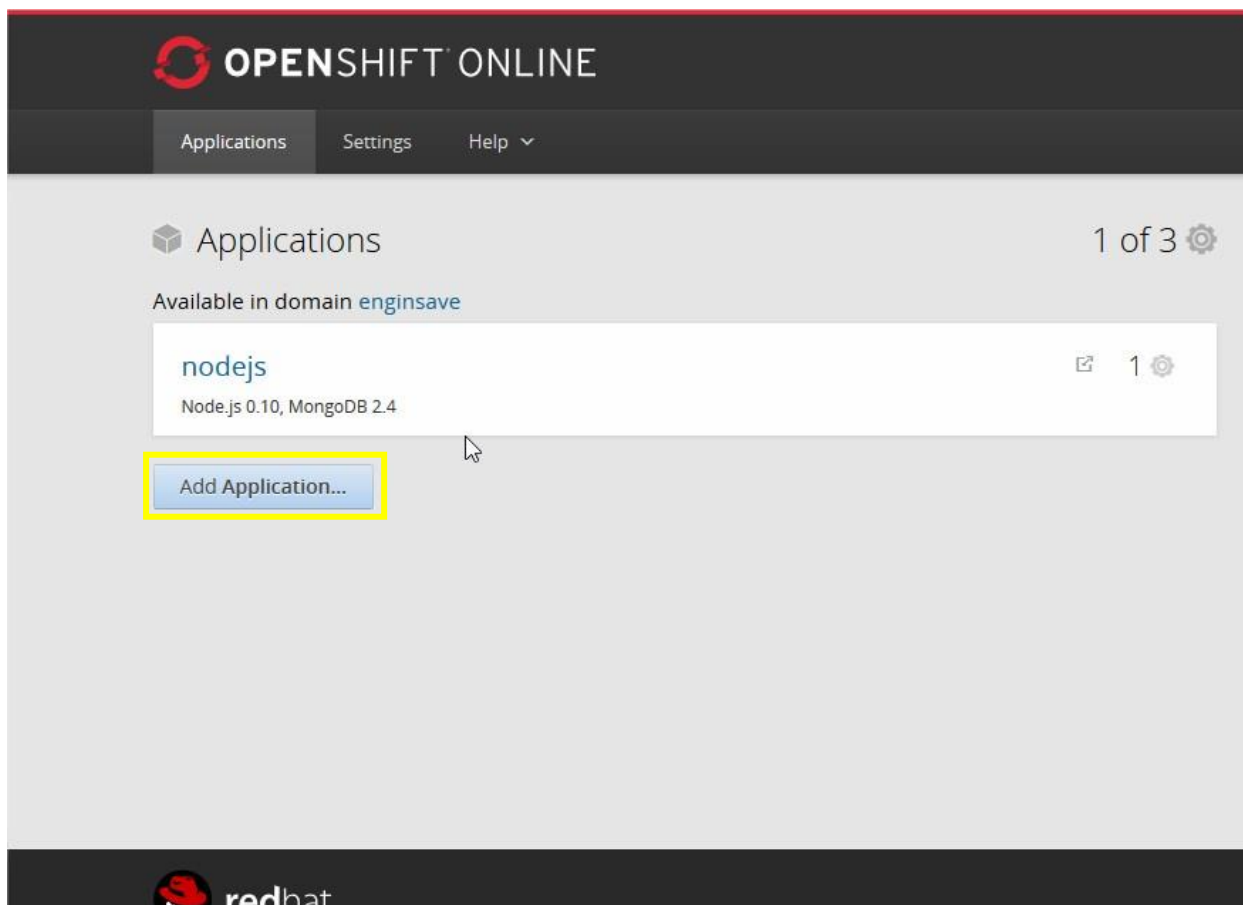 OPENSHIFT ONLINE
Applications Settings Help
Applications 1 of 3
Available in domain enginsave
nodejs 1
Node.js 0.10, MongoDB 2.4
Add Application...
redhat